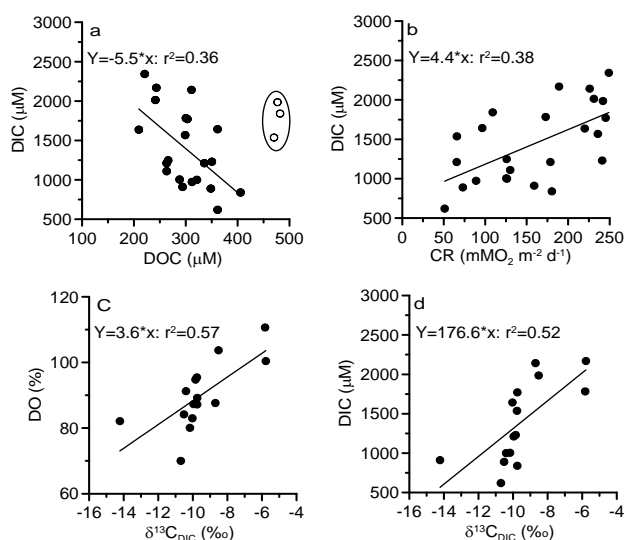 a
Y=-5.5*x: r²=0.36
3000
2500
2000
1500
1000
500
DIC (µM)
0 100 200 300 400 500
DOC (µM)
b
Y=4.4*x: r²=0.38
3000
2500
2000
1500
1000
500
DIC (µM)
0 50 100 150 200 250
CR (mMO₂ m⁻² d⁻¹)
C
Y=3.6*x: r²=0.57
120
100
80
60
DO (%)
-16 -14 -12 -10 -8 -6 -4
δ¹³C_DIC (‰)
d
Y=176.6*x: r²=0.52
3000
2500
2000
1500
1000
500
DIC (µM)
-16 -14 -12 -10 -8 -6 -4
δ¹³C_DIC (‰)